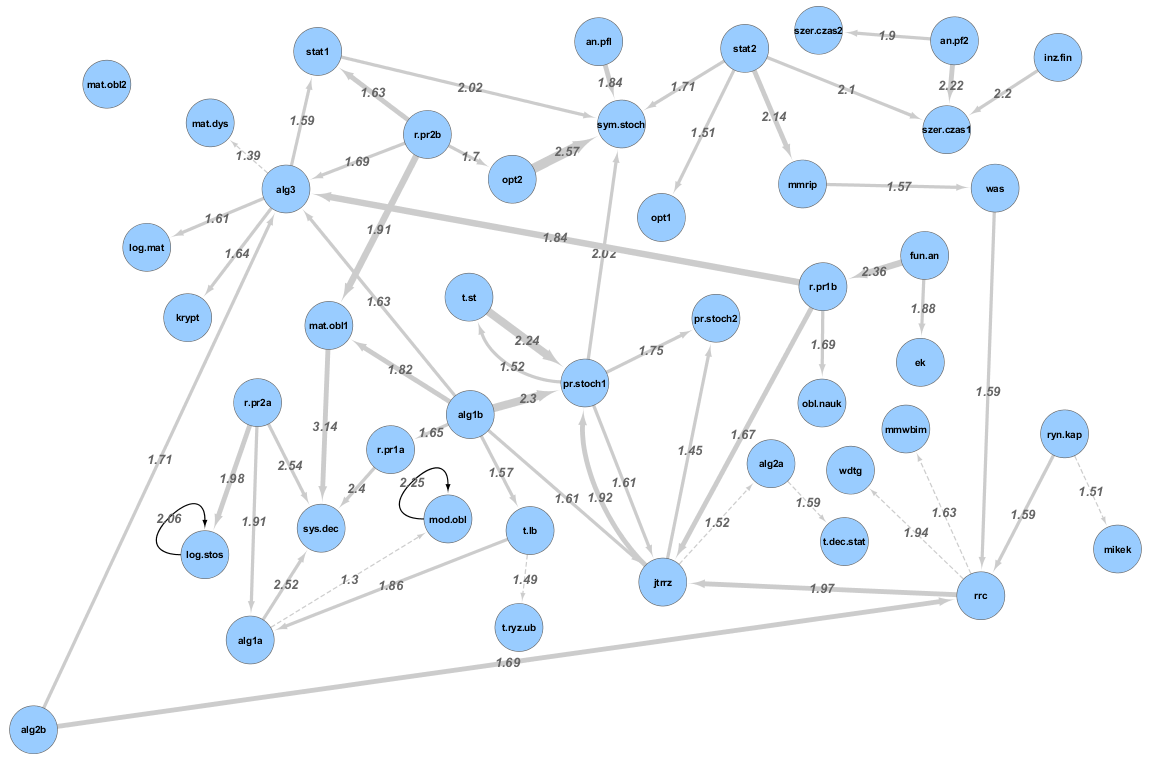 szer.czas2
1.9
an.pf2
an.pfl
stat2
stat1
inz.fin
mat.obl2
1.84
1.71
2.02
2.1
2.22
2.2
1.63
mat.dys
1.59
r.pr2b
sym.stoch
2.14
szer.czas1
1.51
1.39
1.69
1.7
2.57
opt2
alg3
mmrip
1.57
was
1.61
opt1
1.91
1.84
log.mat
1.64
2.02
fun.an
2.36
r.pr1b
t.st
1.63
1.88
krypt
mat.obl1
pr.stoch2
2.24
1.69
1.75
ek
1.52
1.82
pr.stoch1
1.59
r.pr2a
2.3
obl.nauk
alg1b
3.14
1.65
mmwbim
ryn.kap
1.67
r.pr1a
1.45
1.71
2.54
alg2a
wdtg
1.57
1.98
2.25
1.61
2.4
1.51
1.61
1.92
1.59
1.63
1.59
2.06
1.91
mod.obl
1.52
sys.dec
t.lb
1.94
t.dec.stat
mikek
log.stos
1.3
1.49
jtrrz
2.52
1.86
1.97
rrc
t.ryz.ub
alg1a
1.69
alg2b